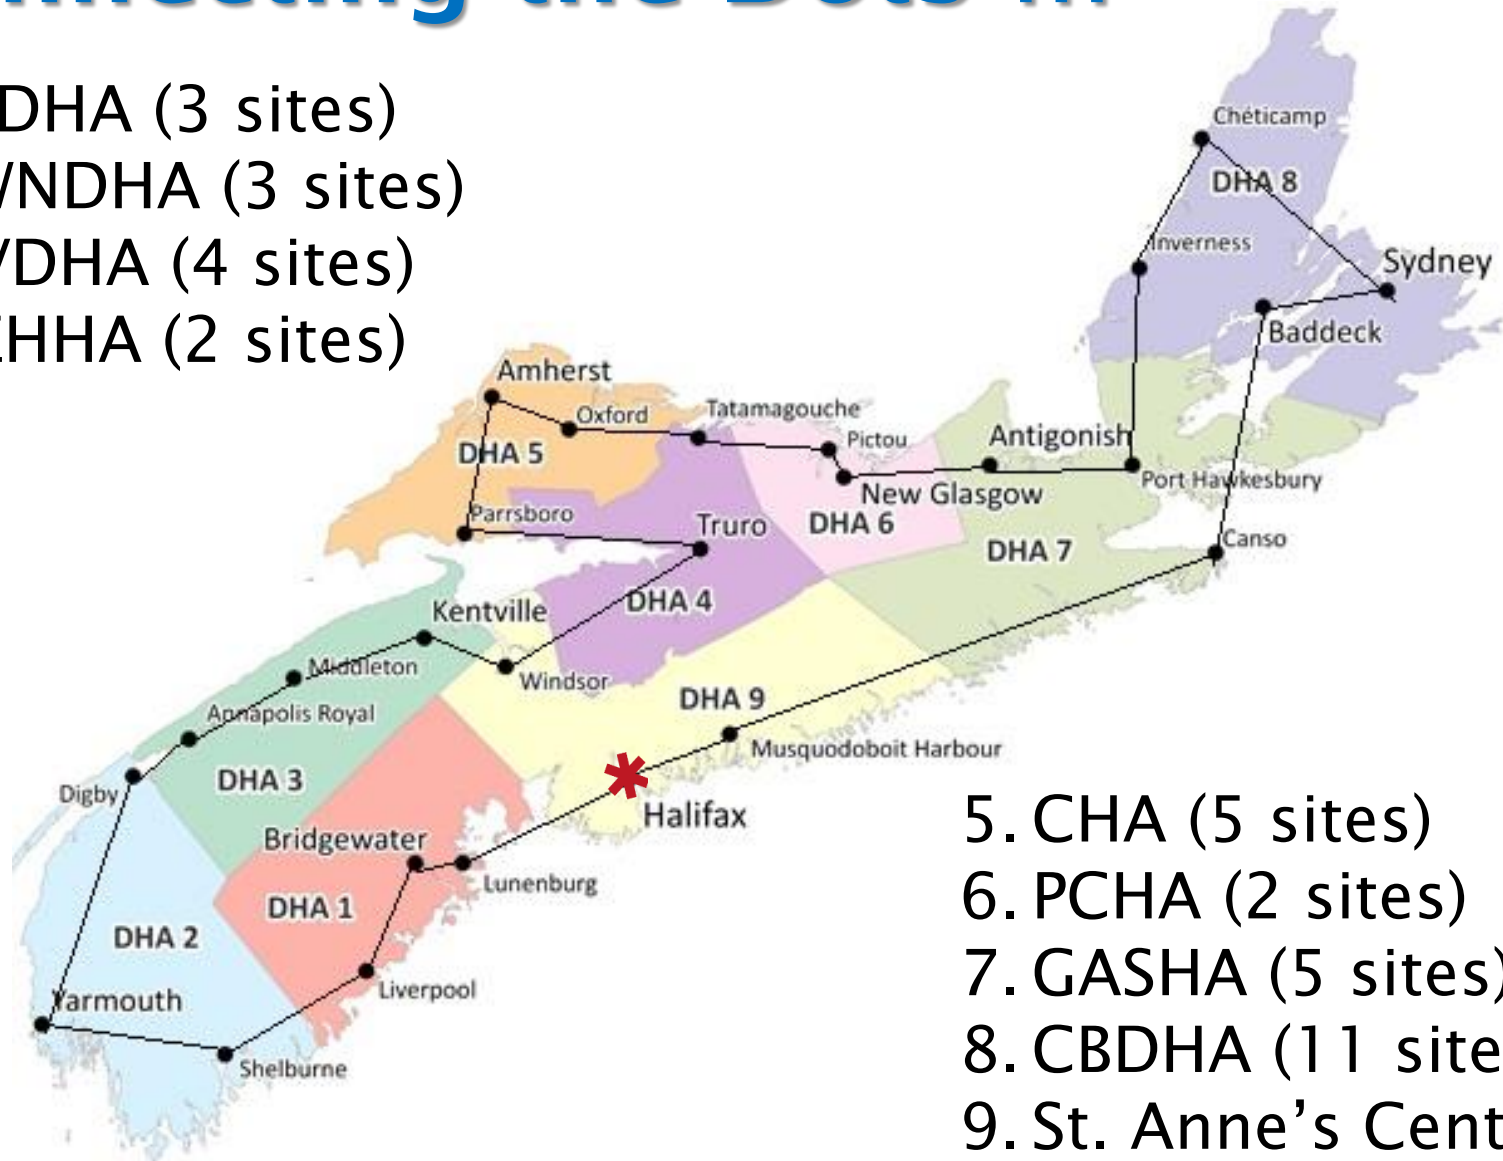 the Dots in
DHA (3 sites)
NDHA (3 sites)
DHA (4 sites)
HHA (2 sites)
Chéticamp
DHA 8
Inverness
Sydney
Baddeck
Amherst
Oxford
Tatamagouche
Pictou
Antigonish
DHA 5
Port Hawkesbury
New Glasgow
Parrsboro
Truro
DHA 6
Canso
DHA 7
Kentville
DHA 4
Middleton
Windsor
DHA 9
Annapolis Royal
Musquodoboit Harbour
DHA 3
Digby
Halifax
5. CHA (5 sites)
Bridgewater
Lunenburg
6. PCHA (2 sites)
DHA 1
DHA 2
7. GASHA (5 sites)
Liverpool
Yarmouth
8. CBDHA (11 site
Shelburne
9. St. Anne's Cent